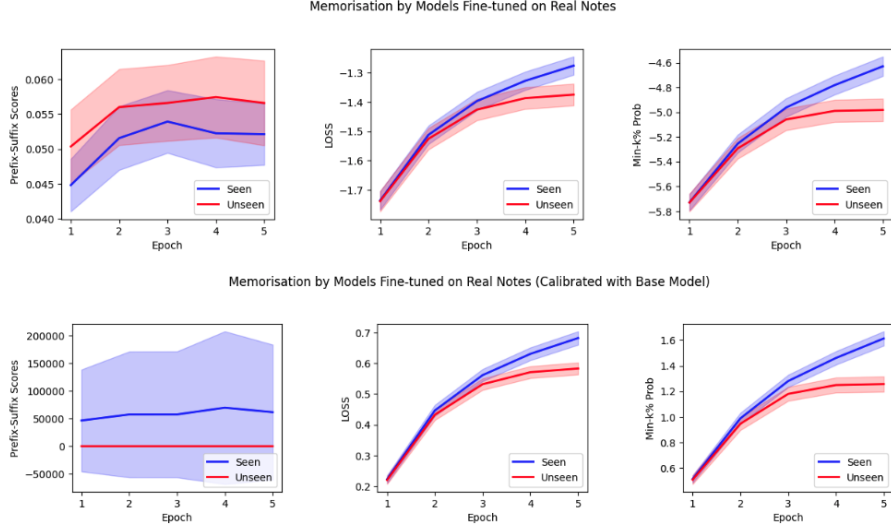 Memorisation by Models Fine-tuned on Real Notes
Prefix-Suffix Scores
0.060
0.055
0.050
0.045
0.040
1 2 3 4 5
Epoch
Seen
Unseen
LOSS
−1.3
−1.4
−1.5
−1.6
−1.7
1 2 3 4 5
Epoch
Seen
Unseen
Min-k% Prob
−4.6
−4.8
−5.0
−5.2
−5.4
−5.6
−5.8
1 2 3 4 5
Epoch
Seen
Unseen
Memorisation by Models Fine-tuned on Real Notes (Calibrated with Base Model)
Prefix-Suffix Scores
200000
150000
100000
50000
0
−50000
1 2 3 4 5
Epoch
Seen
Unseen
LOSS
0.7
0.6
0.5
0.4
0.3
0.2
1 2 3 4 5
Epoch
Seen
Unseen
Min-k% Prob
1.6
1.4
1.2
1.0
0.8
0.6
1 2 3 4 5
Epoch
Seen
Unseen